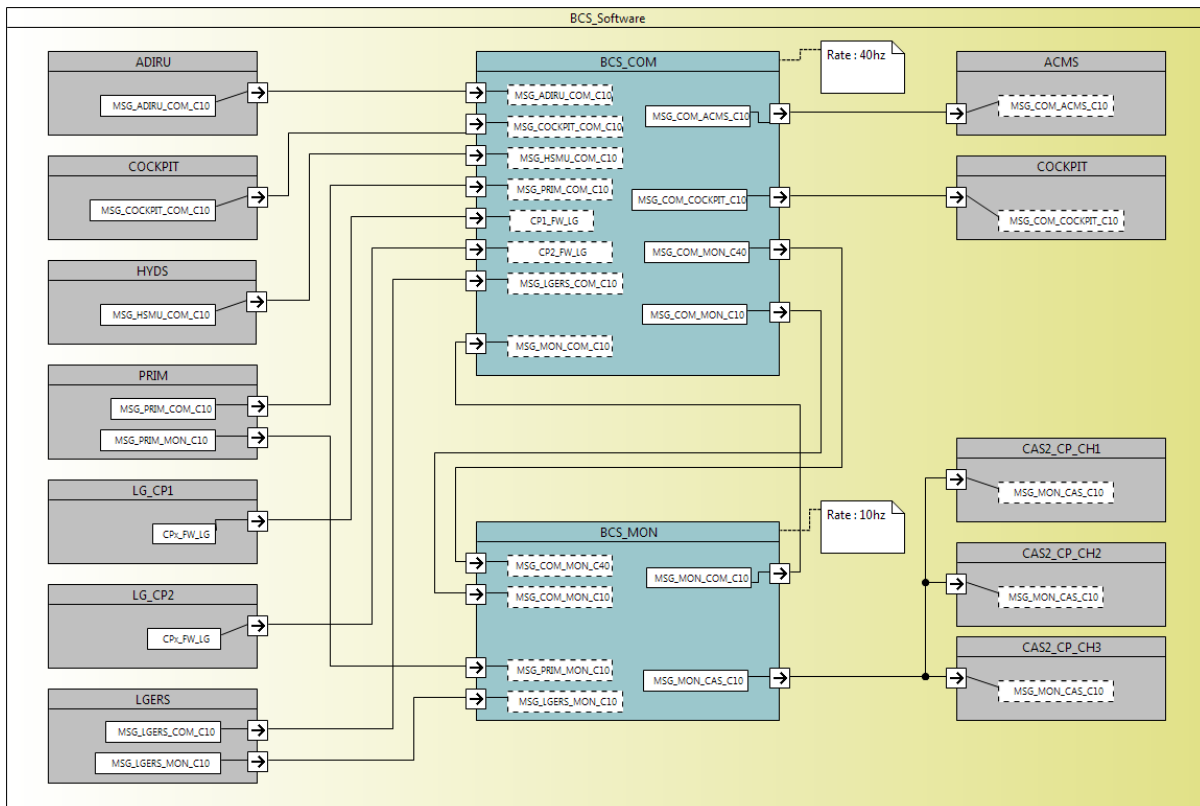 BCS_Software
ADIRU
MSG_ADIRU_COM_C10
COCKPIT
MSG_COCKPIT_COM_C10
HYDS
MSG_HSMU_COM_C10
PRIM
MSG_PRIM_COM_C10
MSG_PRIM_MON_C10
LG_CP1
CPx_FW_LG
LG_CP2
CPx_FW_LG
LGERS
MSG_LGERS_COM_C10
MSG_LGERS_MON_C10
BCS_COM
MSG_ADIRU_COM_C10
MSG_COCKPIT_COM_C10
MSG_HSMU_COM_C10
MSG_PRIM_COM_C10
CP1_FW_LG
CP2_FW_LG
MSG_LGERS_COM_C10
MSG_MON_COM_C10
MSG_COM_ACMS_C10
MSG_COM_COCKPIT_C10
MSG_COM_MON_C40
MSG_COM_MON_C10
Rate : 40hz
BCS_MON
MSG_COM_MON_C40
MSG_COM_MON_C10
MSG_PRIM_MON_C10
MSG_LGERS_MON_C10
MSG_MON_COM_C10
MSG_MON_CAS_C10
Rate : 10hz
ACMS
MSG_COM_ACMS_C10
COCKPIT
MSG_COM_COCKPIT_C10
CAS2_CP_CH1
MSG_MON_CAS_C10
CAS2_CP_CH2
MSG_MON_CAS_C10
CAS2_CP_CH3
MSG_MON_CAS_C10